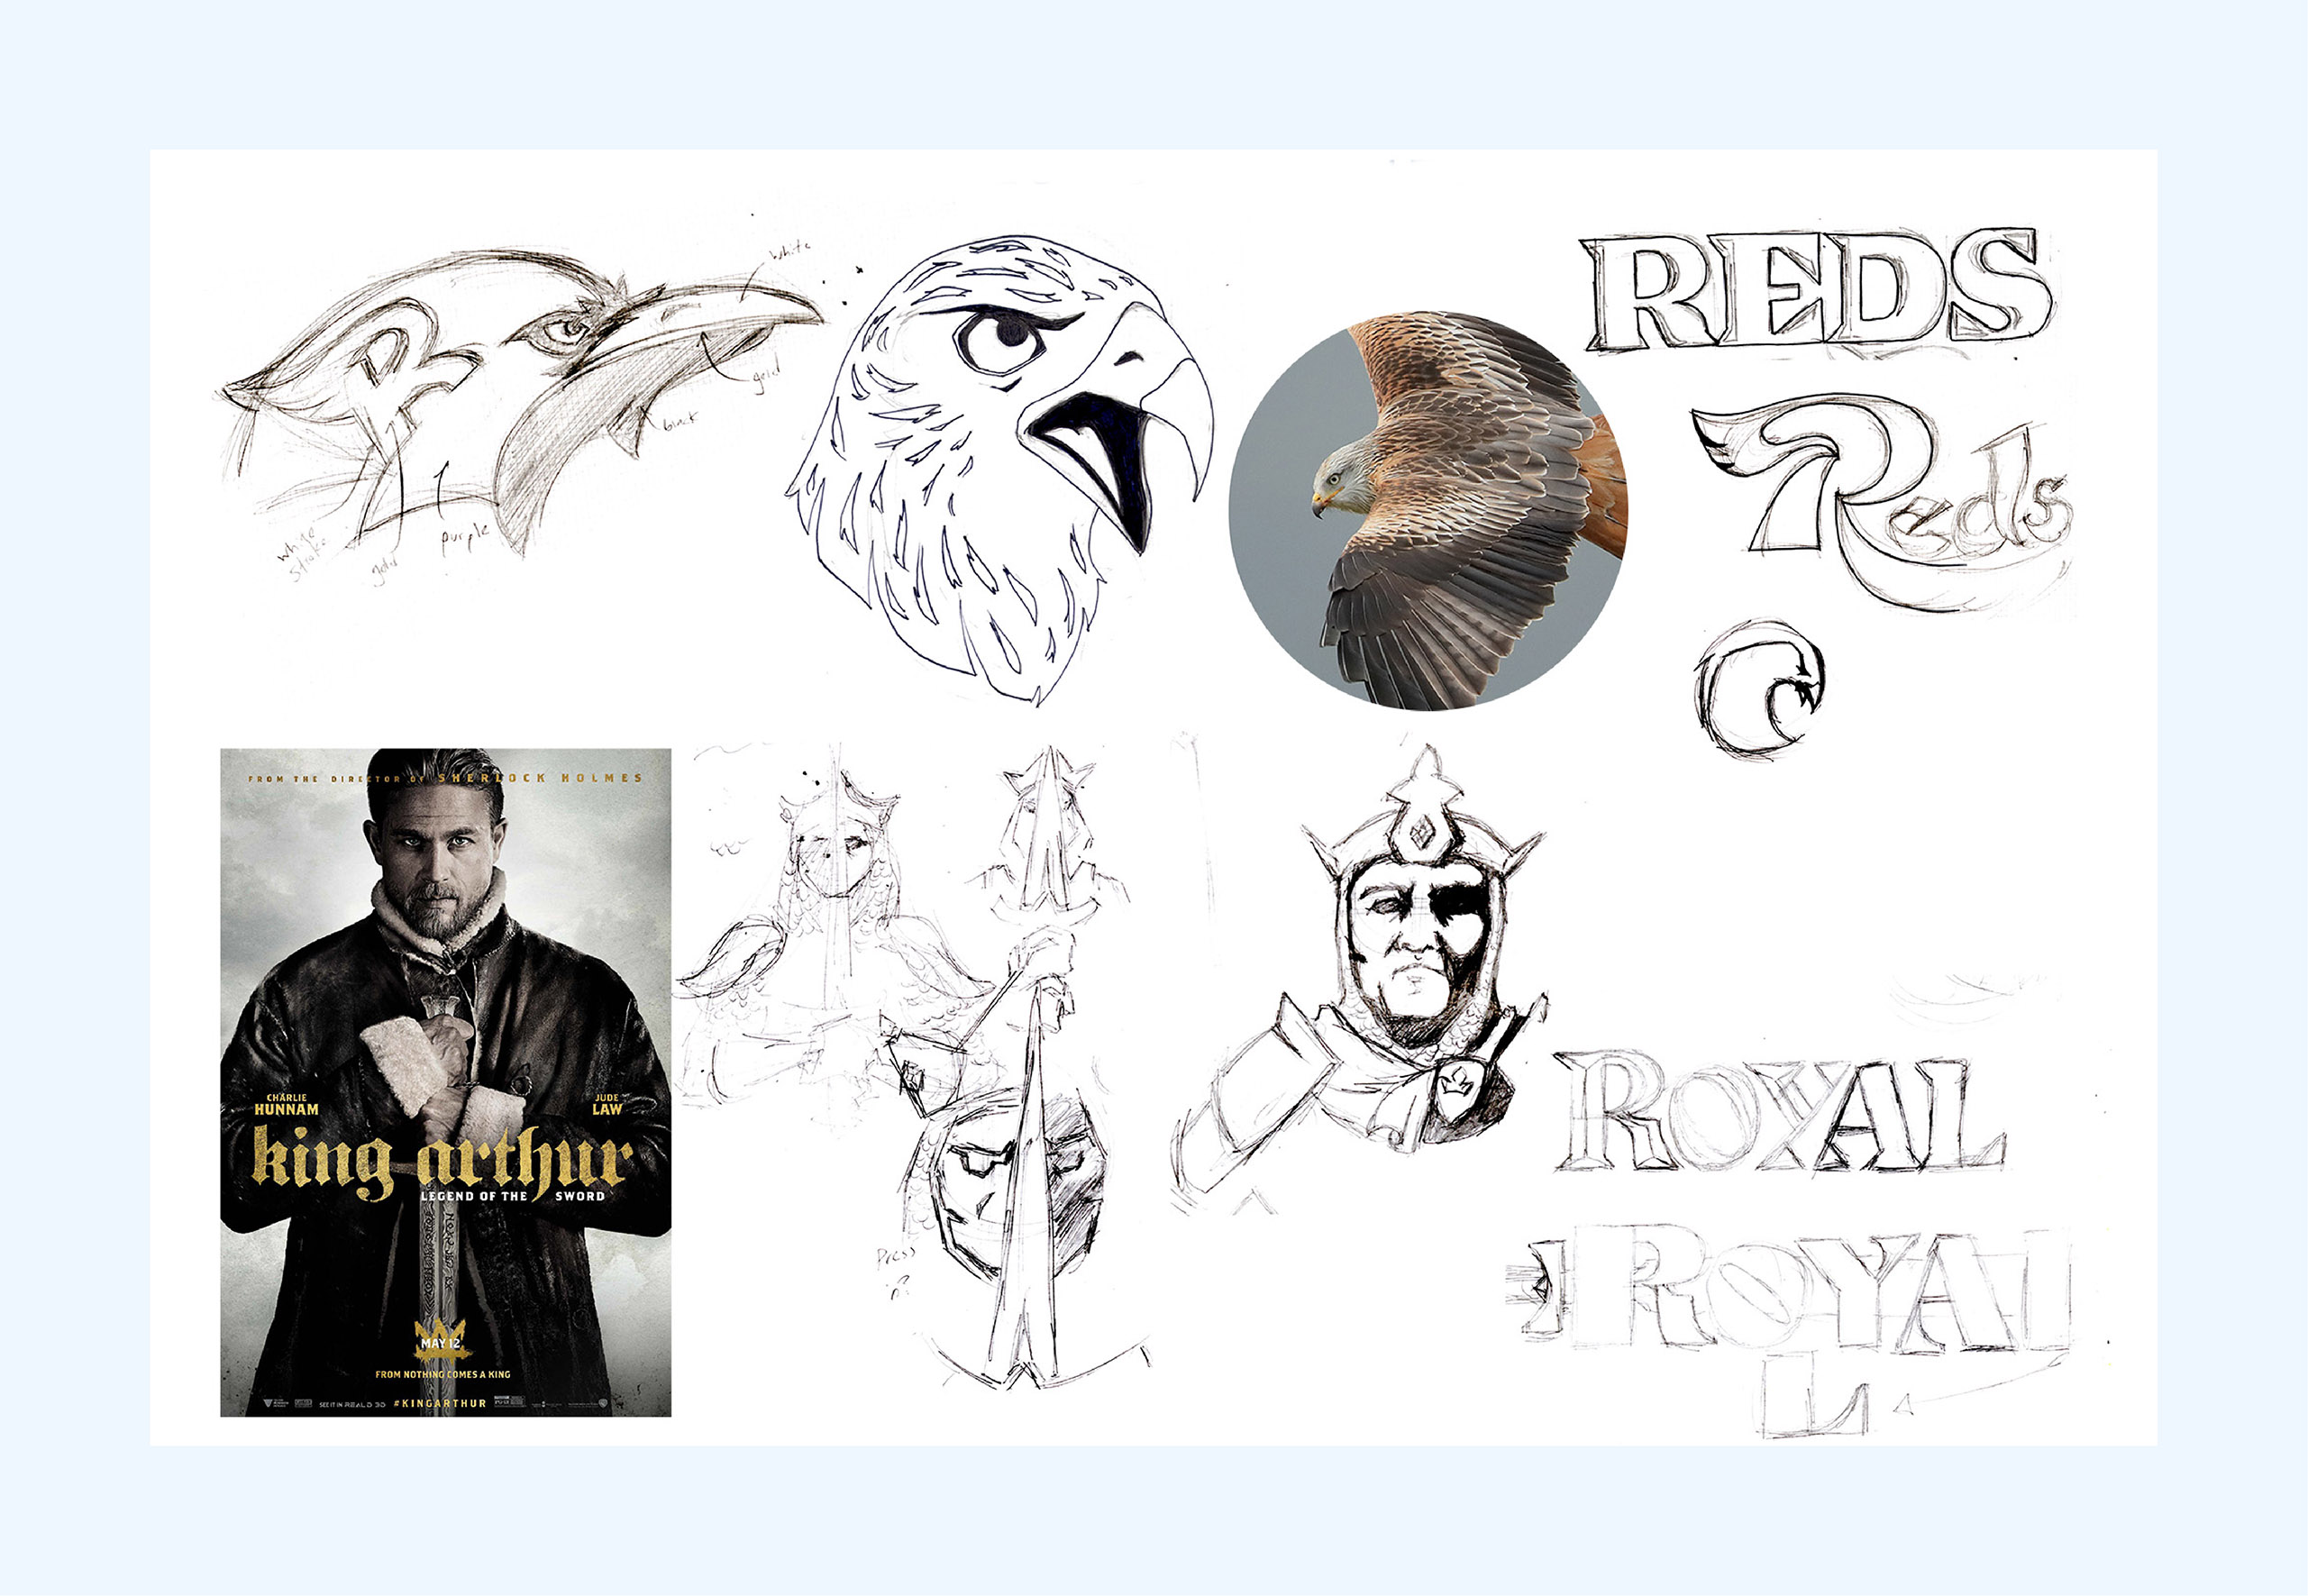 white
gold
black
purple
white
gold
REDS
Reds
FROM THE DIRECTOR OF SHERLOCK HOLMES
CHARLIE
HUNNAM
JUDE
LAW
king arthur
LEGEND OF THE SWORD
MAY 12
FROM NOTHING COMES A KING
SEE IT IN REAL D 3D
#KINGARTHUR
Press
ROYAL
ROYAL
L